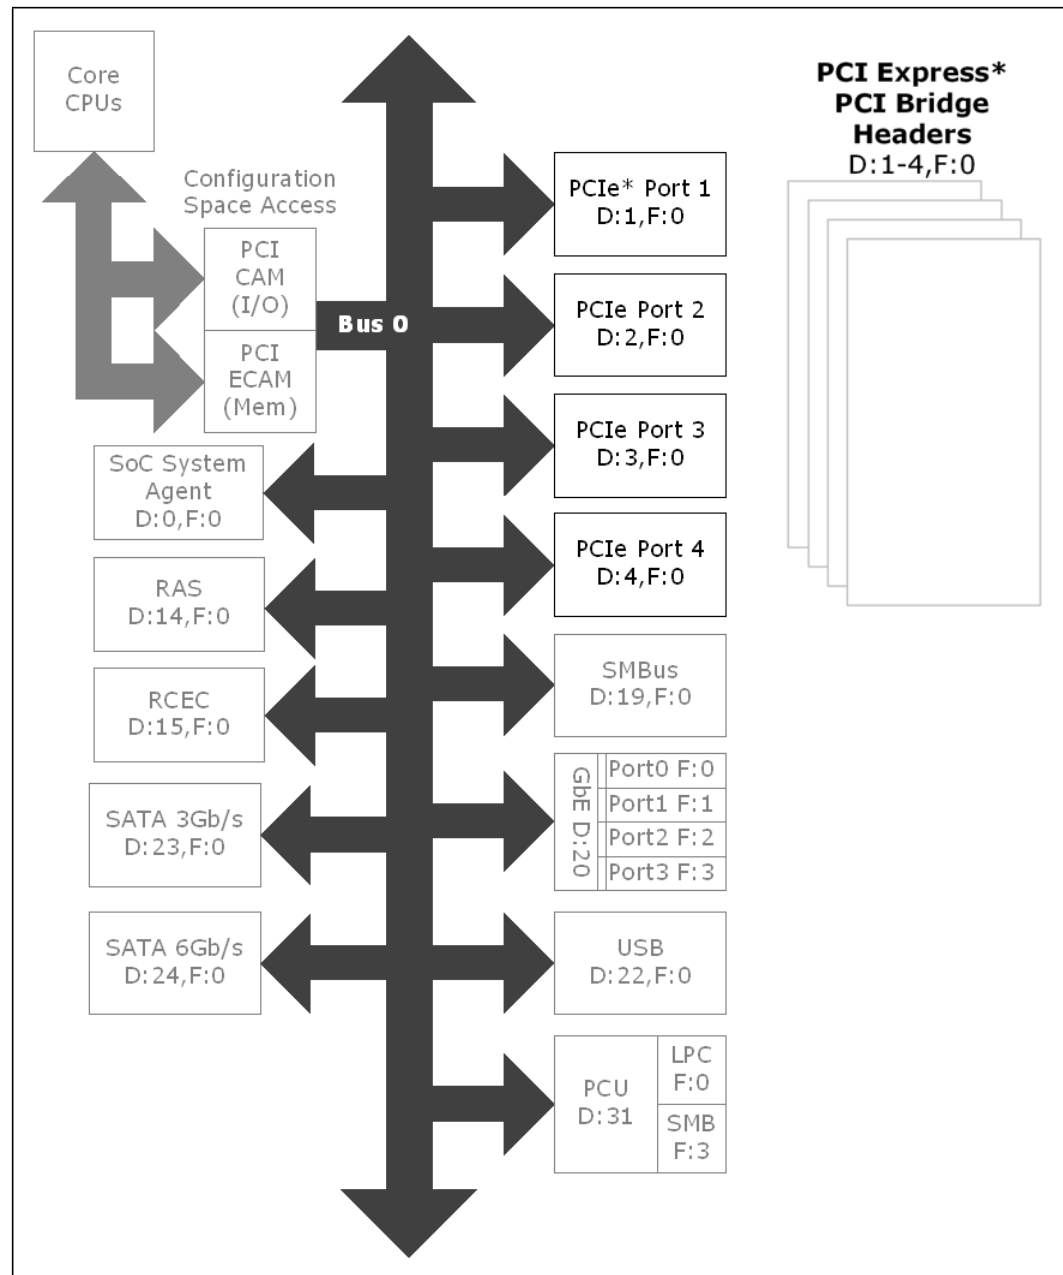 Core
CPUs
Configuration
Space Access
PCI
CAM
(I/O)
PCI
ECAM
(Mem)
Bus 0
SoC System
Agent
D:0,F:0
RAS
D:14,F:0
RCEC
D:15,F:0
SATA 3Gb/s
D:23,F:0
SATA 6Gb/s
D:24,F:0
PCIe* Port 1
D:1,F:0
PCIe Port 2
D:2,F:0
PCIe Port 3
D:3,F:0
PCIe Port 4
D:4,F:0
SMBus
D:19,F:0
GbE D:20
Port0 F:0
Port1 F:1
Port2 F:2
Port3 F:3
USB
D:22,F:0
PCU
D:31
LPC
F:0
SMB
F:3
PCI Express*
PCI Bridge
Headers
D:1-4,F:0